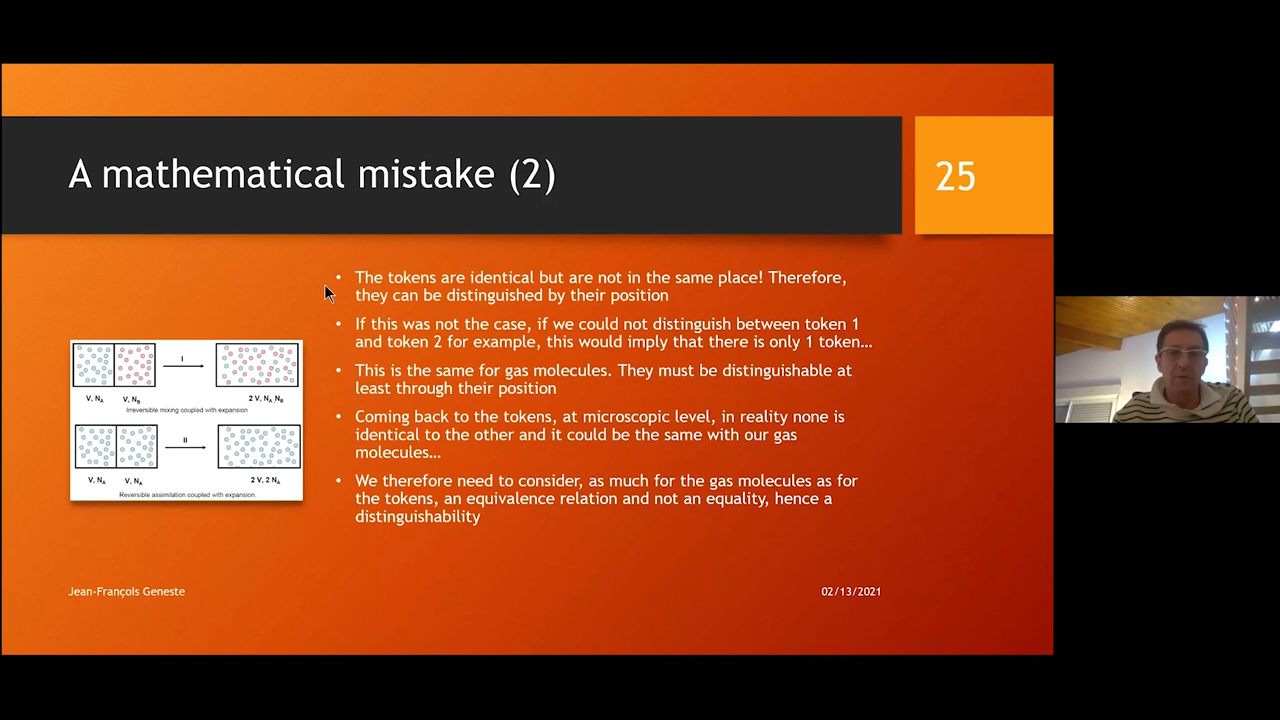 A mathematical mistake (2)
25
• The tokens are identical but are not in the same place! Therefore,
they can be distinguished by their position
• If this was not the case, if we could not distinguish between token 1
and token 2 for example, this would imply that there is only 1 token...
• This is the same for gas molecules. They must be distinguishable at
least through their position
• Coming back to the tokens, at microscopic level, in reality none is
identical to the other and it could be the same with our gas
molecules...
• We therefore need to consider, as much for the gas molecules as for
the tokens, an equivalence relation and not an equality, hence a
distinguishability
I
V, NA V, NB 2 V, NA, NB
Irreversible mixing coupled with expansion
II
V, NA V, NA 2 V, 2 NA
Reversible assimilation coupled with expansion.
Jean-François Geneste
02/13/2021